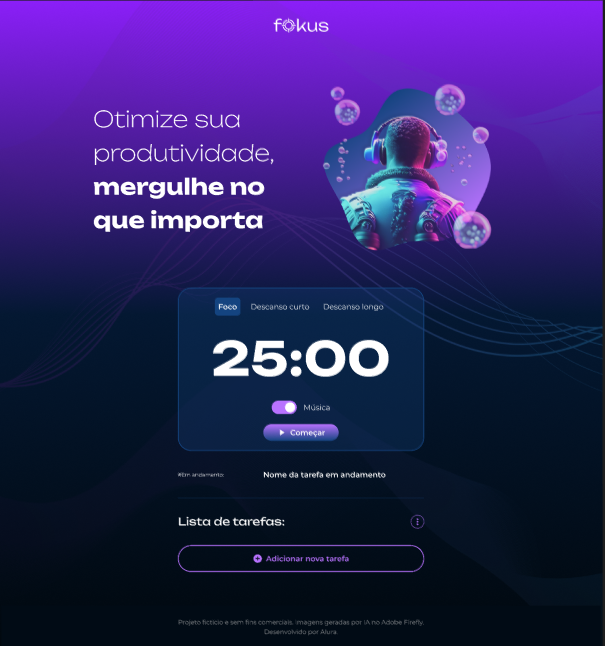 fokus
Otimize sua
produtividade,
mergulhe no
que importa
Foco Descanso curto Descanso longo
25:00
Música
Começar
#Em andamento: Nome da tarefa em andamento
Lista de tarefas:
Adicionar nova tarefa
Projeto fictício e sem fins comerciais. Imagens geradas por IA no Adobe Firefly.
Desenvolvido por Alura